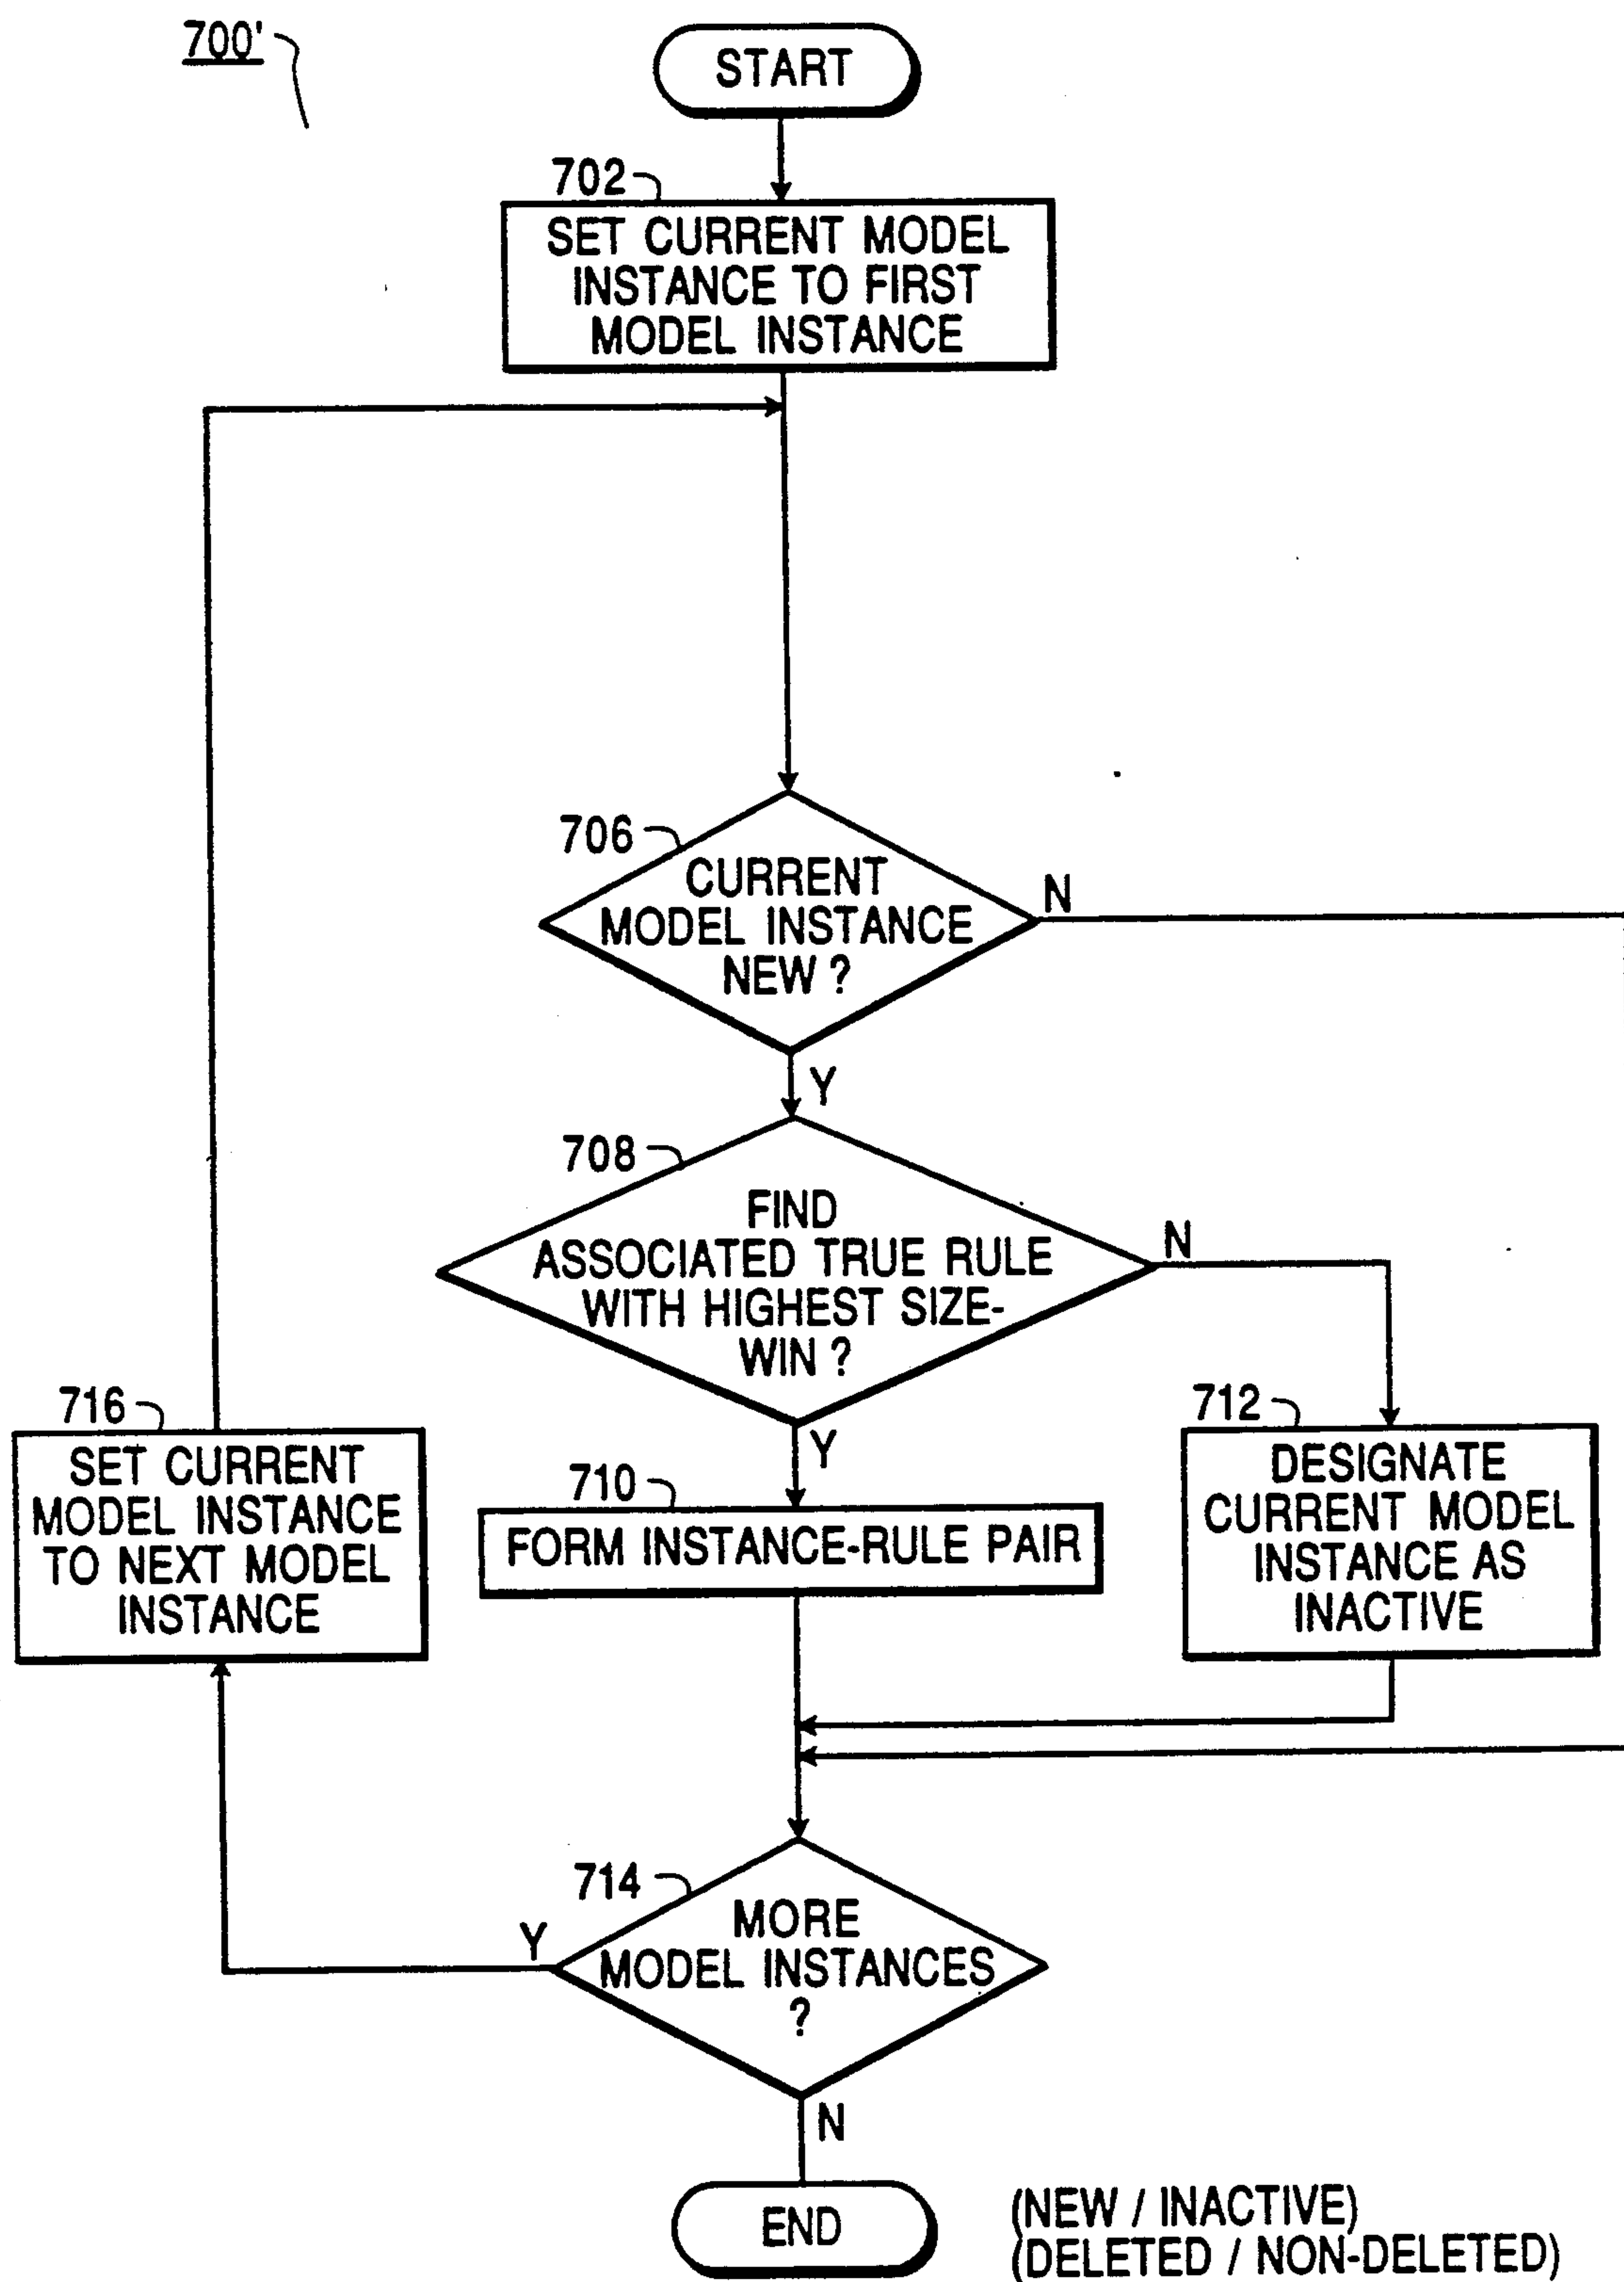 700'
START
702
SET CURRENT MODEL
INSTANCE TO FIRST
MODEL INSTANCE
706
CURRENT
MODEL INSTANCE
NEW ?
N
Y
708
FIND
ASSOCIATED TRUE RULE
WITH HIGHEST SIZE-
WIN ?
N
Y
710
FORM INSTANCE-RULE PAIR
712
DESIGNATE
CURRENT MODEL
INSTANCE AS
INACTIVE
716
SET CURRENT
MODEL INSTANCE
TO NEXT MODEL
INSTANCE
714
MORE
MODEL INSTANCES
?
Y
N
END
(NEW / INACTIVE)
(DELETED / NON-DELETED)